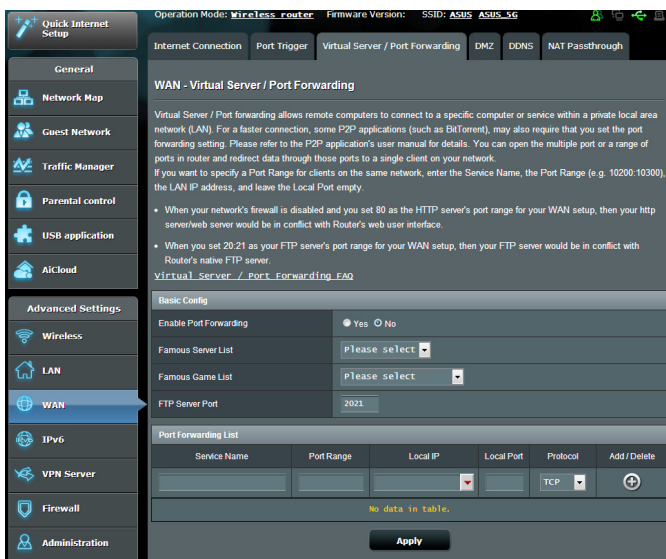 Quick Internet
Setup
Operation Mode: Wireless router Firmware Version: SSID: ASUS ASUS_5G
General
Network Map
Guest Network
Traffic Manager
Parental control
USB application
AiCloud
Advanced Settings
Wireless
LAN
WAN
IPv6
VPN Server
Firewall
Administration
Internet Connection
Port Trigger
Virtual Server / Port Forwarding
DMZ
DDNS
NAT Passthrough
WAN - Virtual Server / Port Forwarding
Virtual Server / Port forwarding allows remote computers to connect to a specific computer or service within a private local area
network (LAN). For a faster connection, some P2P applications (such as BitTorrent), may also require that you set the port
forwarding setting. Please refer to the P2P application's user manual for details. You can open the multiple port or a range of
ports in router and redirect data through those ports to a single client on your network.
If you want to specify a Port Range for clients on the same network, enter the Service Name, the Port Range (e.g. 10200:10300),
the LAN IP address, and leave the Local Port empty.
• When your network's firewall is disabled and you set 80 as the HTTP server's port range for your WAN setup, then your http
server/web server would be in conflict with Router's web user interface.
• When you set 20:21 as your FTP server's port range for your WAN setup, then your FTP server would be in conflict with
Router's native FTP server.
Virtual Server / Port Forwarding FAQ
Basic Config
Enable Port Forwarding Yes No
Famous Server List Please select
Famous Game List Please select
FTP Server Port 2021
Port Forwarding List
Service Name Port Range Local IP Local Port Protocol Add / Delete
TCP
No data in table.
Apply